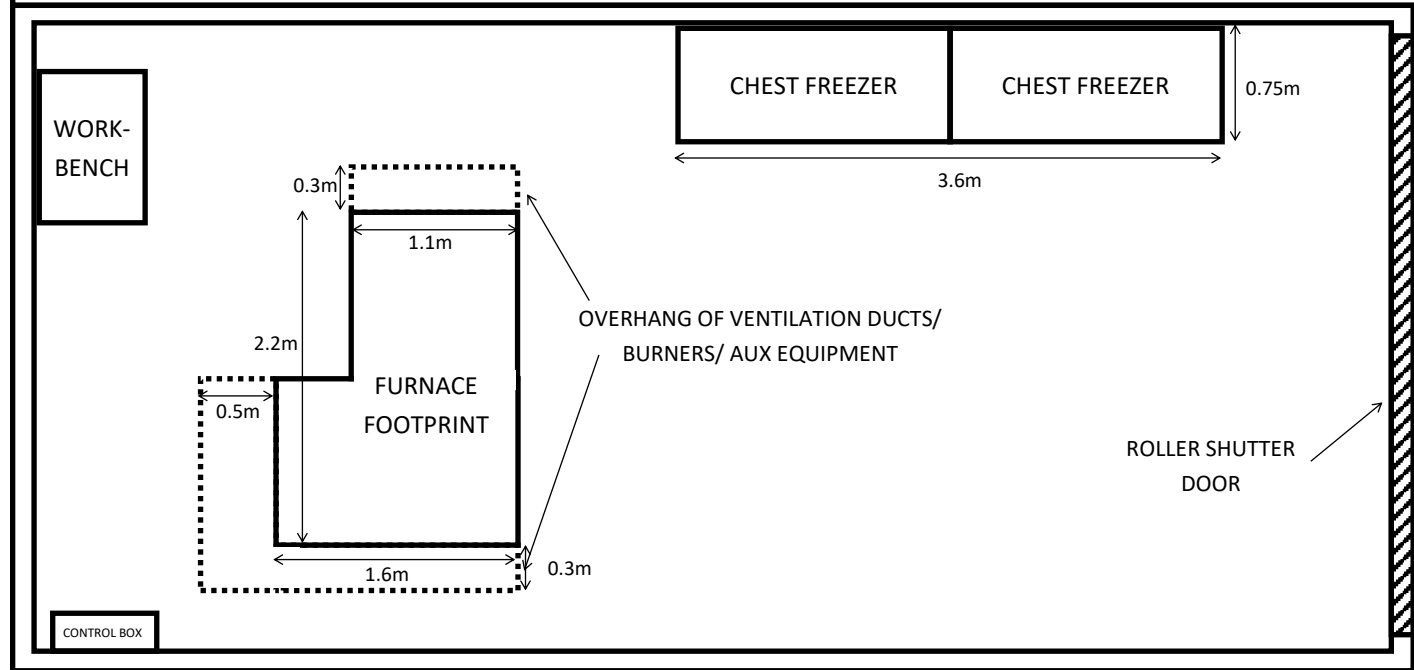 WORK-
BENCH
CHEST FREEZER
CHEST FREEZER
0.75m
3.6m
0.3m
1.1m
2.2m
OVERHANG OF VENTILATION DUCTS/
BURNERS/ AUX EQUIPMENT
FURNACE
FOOTPRINT
0.5m
ROLLER SHUTTER
DOOR
1.6m
0.3m
CONTROL BOX